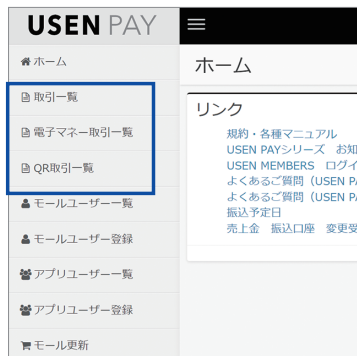 USEN PAY
ホーム
取引一覧
電子マネー取引一覧
QR取引一覧
モールユーザー一覧
モールユーザー登録
アプリユーザー一覧
アプリユーザー登録
モール更新
ホーム
リンク
規約・各種マニュアル
USEN PAYシリーズ お知
USEN MEMBERS ログイ
よくあるご質問（USEN PA
よくあるご質問（USEN PA
振込予定日
売上金 振込口座 変更受